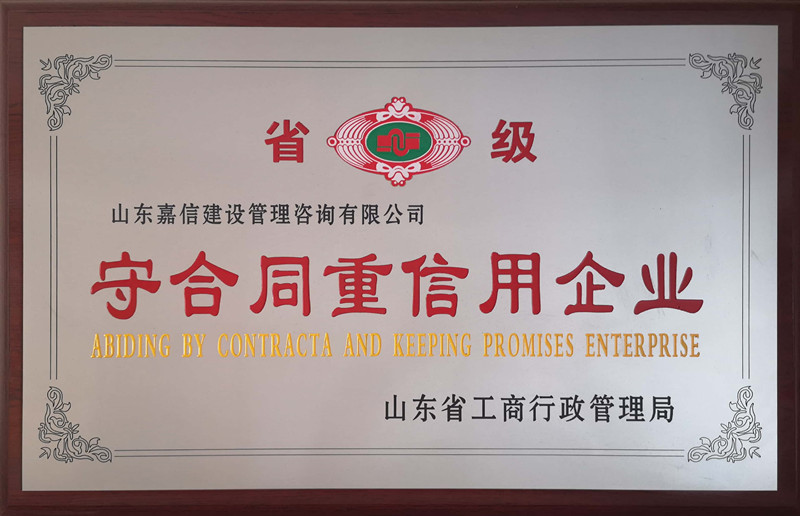 省 级
山东嘉信建设管理咨询有限公司
守合同重信用企业
ABIDING BY CONTRACTA AND KEEPING PROMISES ENTERPRISE
山东省工商行政管理局